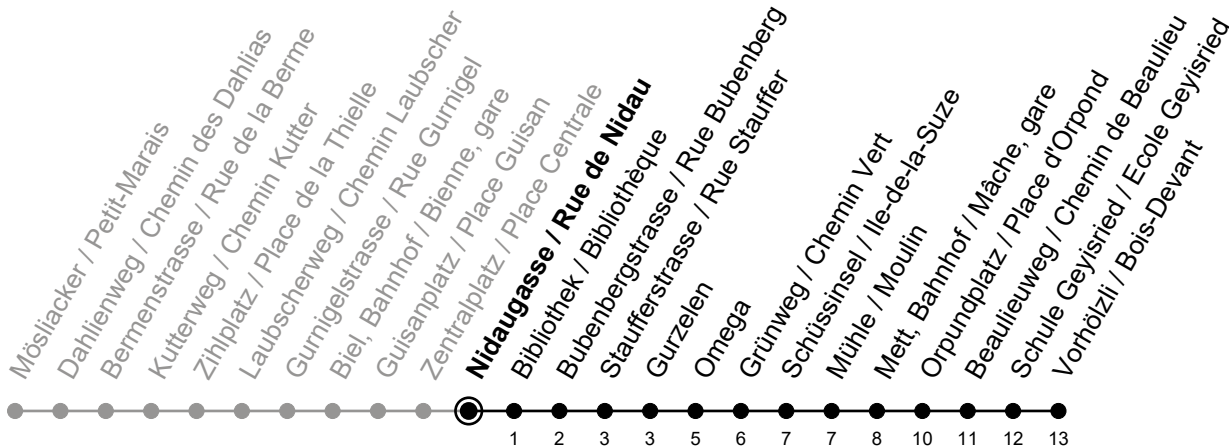 Mösliacker / Petit-Marais
Dahlienweg / Chemin des Dahlias
Bermenstrasse / Rue de la Berme
Kutterweg / Chemin Kutter
Zihlplatz / Place de la Thielle
Laubscherweg / Chemin Laubscher
Gurnigelstrasse / Rue Gurnigel
Biel, Bahnhof / Bienne, gare
Guisanplatz / Place Guisan
Zentralplatz / Place Centrale
Nidaugasse / Rue de Nidau
Bibliothek / Bibliothèque
Bubenbergstrasse / Rue Bubenberg
Staufferstrasse / Rue Stauffer
Gurzelen
Omega
Grünweg / Chemin Vert
Schüssinsel / Ile-de-la-Suze
Mühle / Moulin
Mett, Bahnhof / Mâche, gare
Orpundplatz / Place d'Orpond
Beaulieuweg / Chemin de Beaulieu
Schule Geyisried / Ecole Geyisried
Vorhölzli / Bois-Devant
1 2 3 3 5 6 7 7 8 10 11 12 13